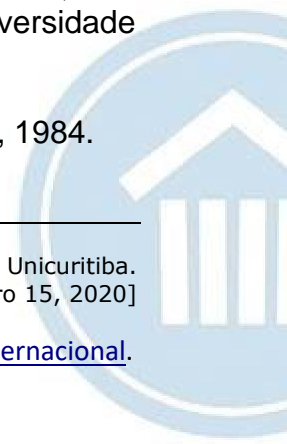 versidade
, 1984.
Unicuritiba.
ro 15, 2020]
ernacional.